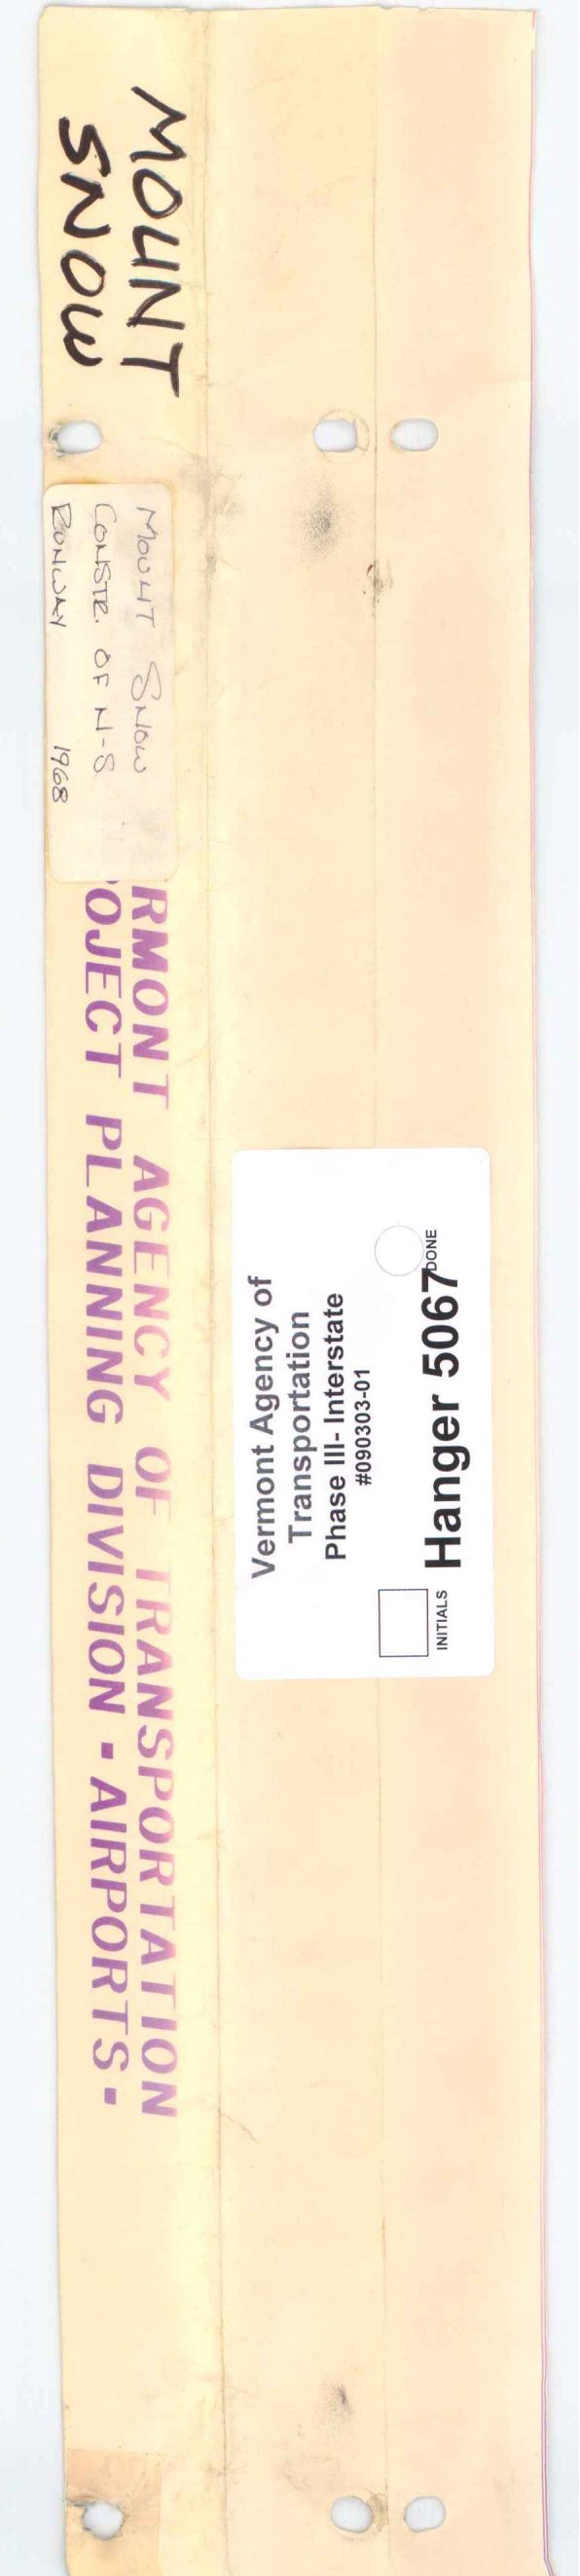 MOUNT
SNOW
MOUNT SNOW
CONSTR. OF N-S
RUNWAY 1968
RMONT AGENCY OF TRANSPORTATION
OJECT PLANNING DIVISION - AIRPORTS -
Vermont Agency of
Transportation
Phase III- Interstate
#090303-01
Hanger 5067
INITIALS
DONE